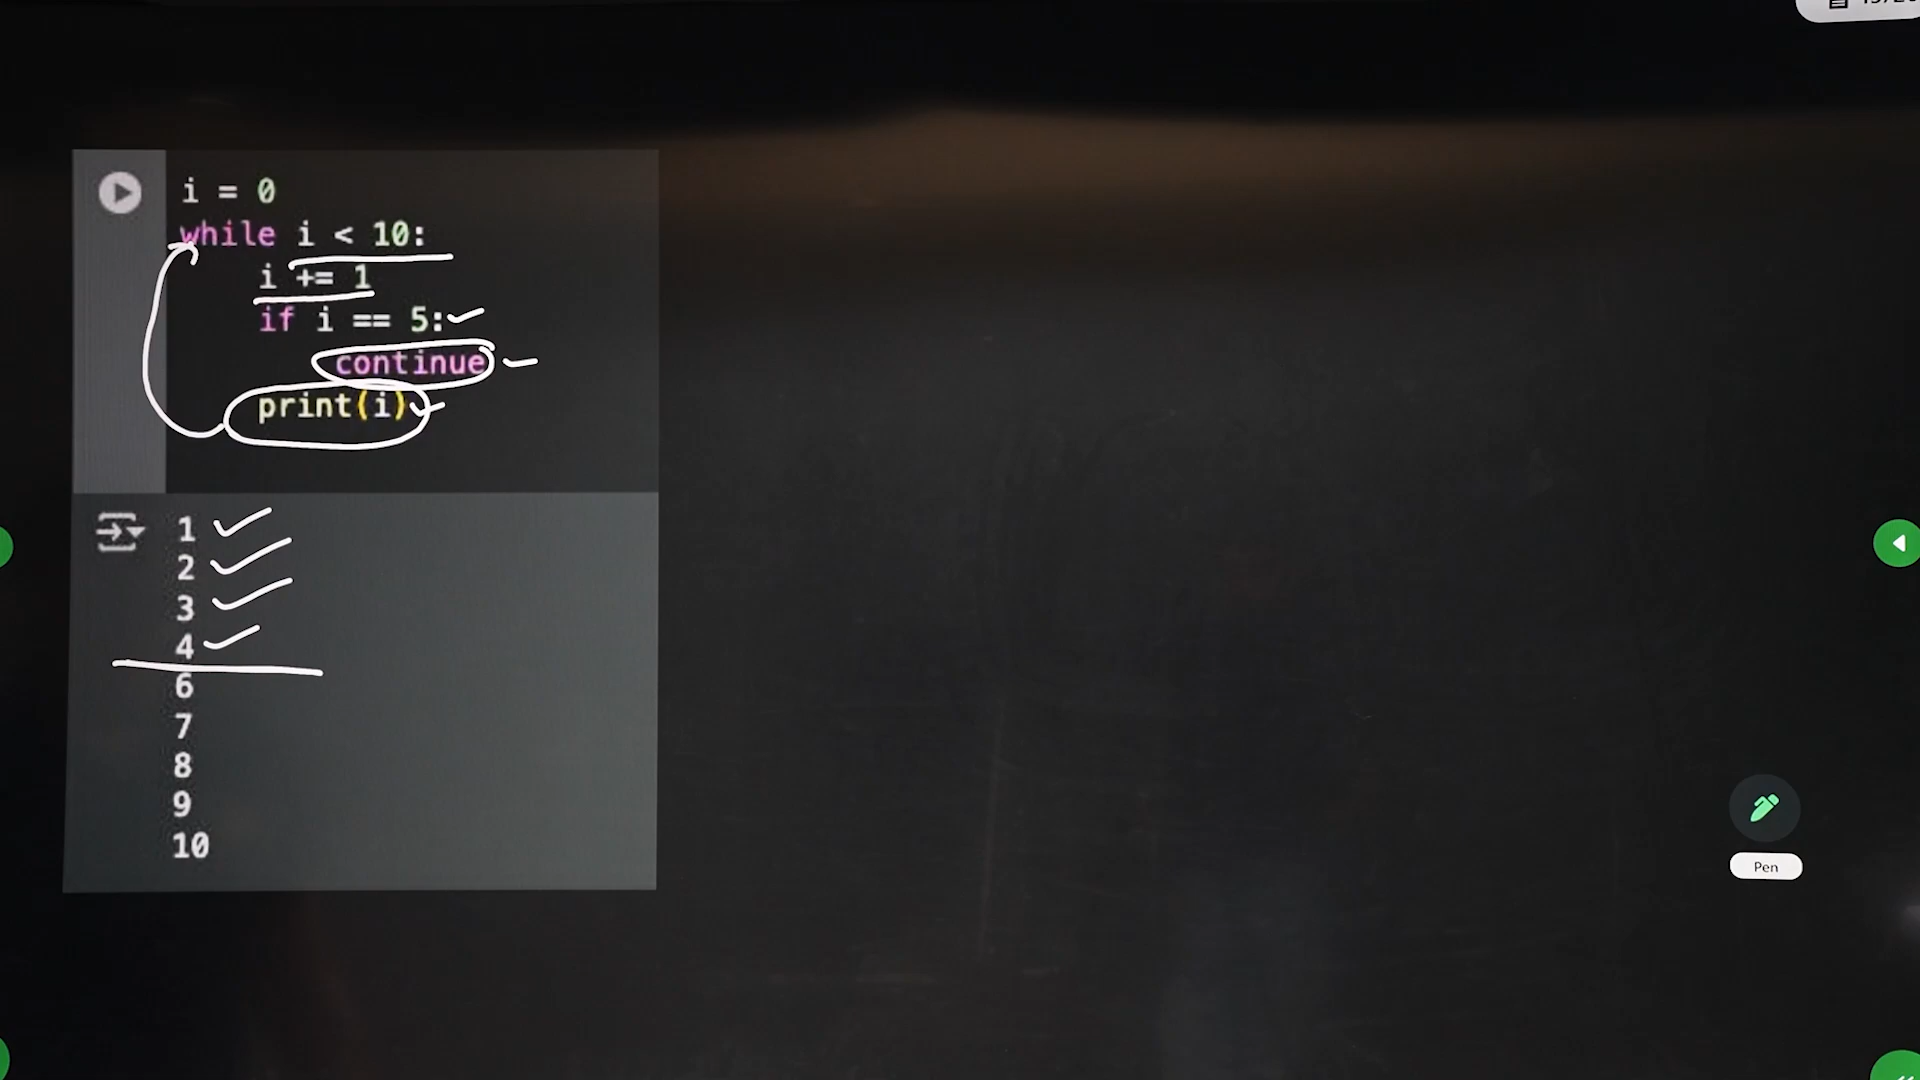 i = 0
while i < 10:
    i += 1
    if i == 5:
        continue
    print(i)
1
2
3
4
6
7
8
9
10
Pen